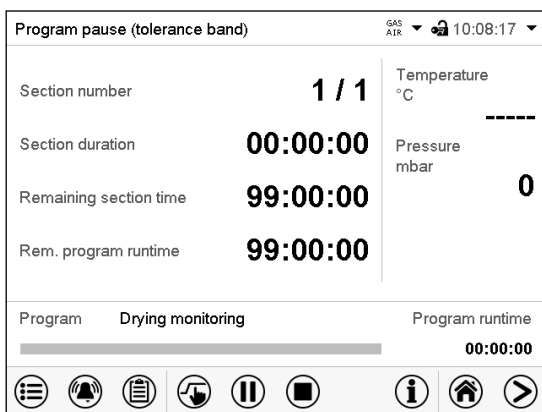 Program pause (tolerance band)
GAS
AIR
10:08:17
Section number 1 / 1
Section duration 00:00:00
Remaining section time 99:00:00
Rem. program runtime 99:00:00
Temperature
°C
-----
Pressure
mbar
0
Program Drying monitoring Program runtime
00:00:00